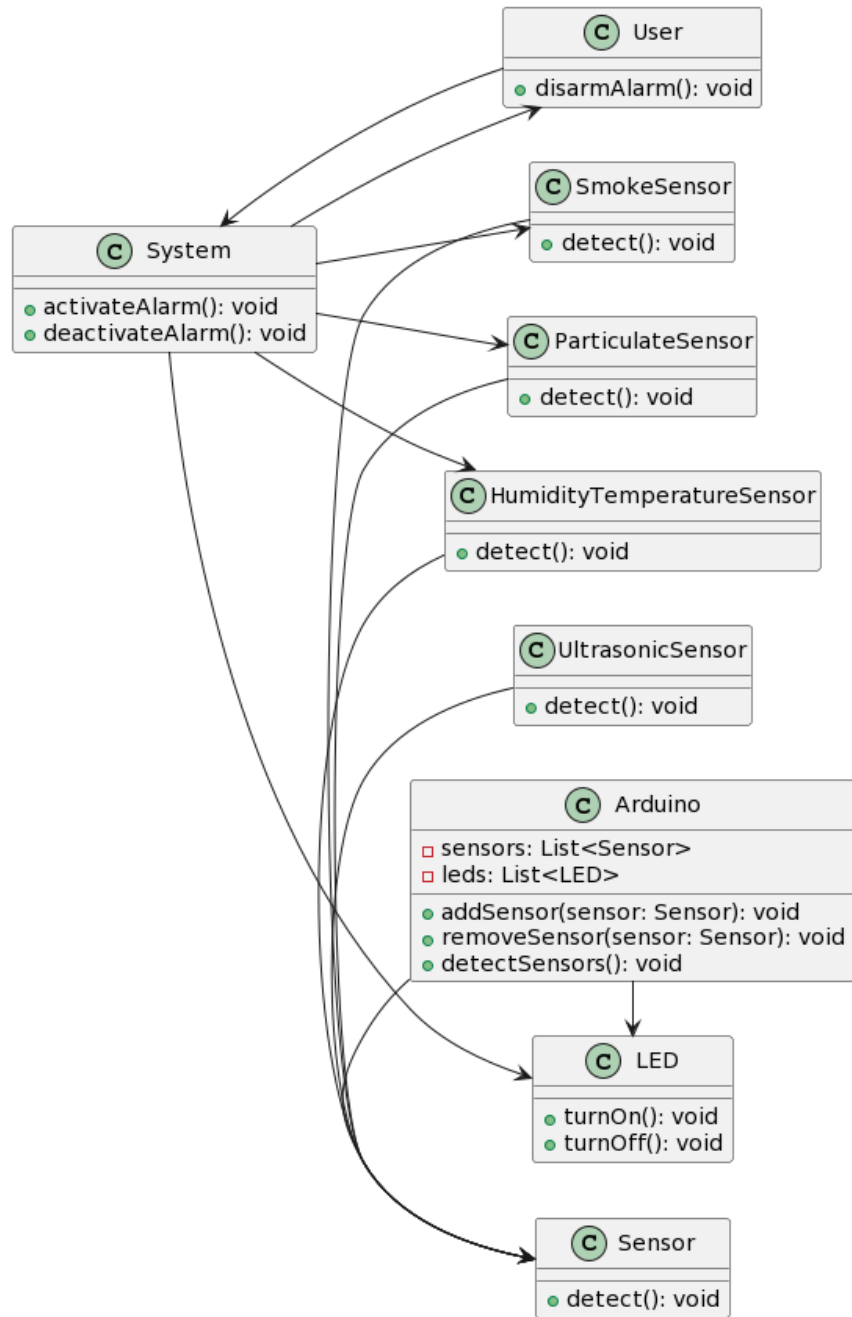 C User
disarmAlarm(): void
C SmokeSensor
detect(): void
C System
activateAlarm(): void
deactivateAlarm(): void
C ParticulateSensor
detect(): void
C HumidityTemperatureSensor
detect(): void
C UltrasonicSensor
detect(): void
C Arduino
sensors: List<Sensor>
leds: List<LED>
addSensor(sensor: Sensor): void
removeSensor(sensor: Sensor): void
detectSensors(): void
C LED
turnOn(): void
turnOff(): void
C Sensor
detect(): void